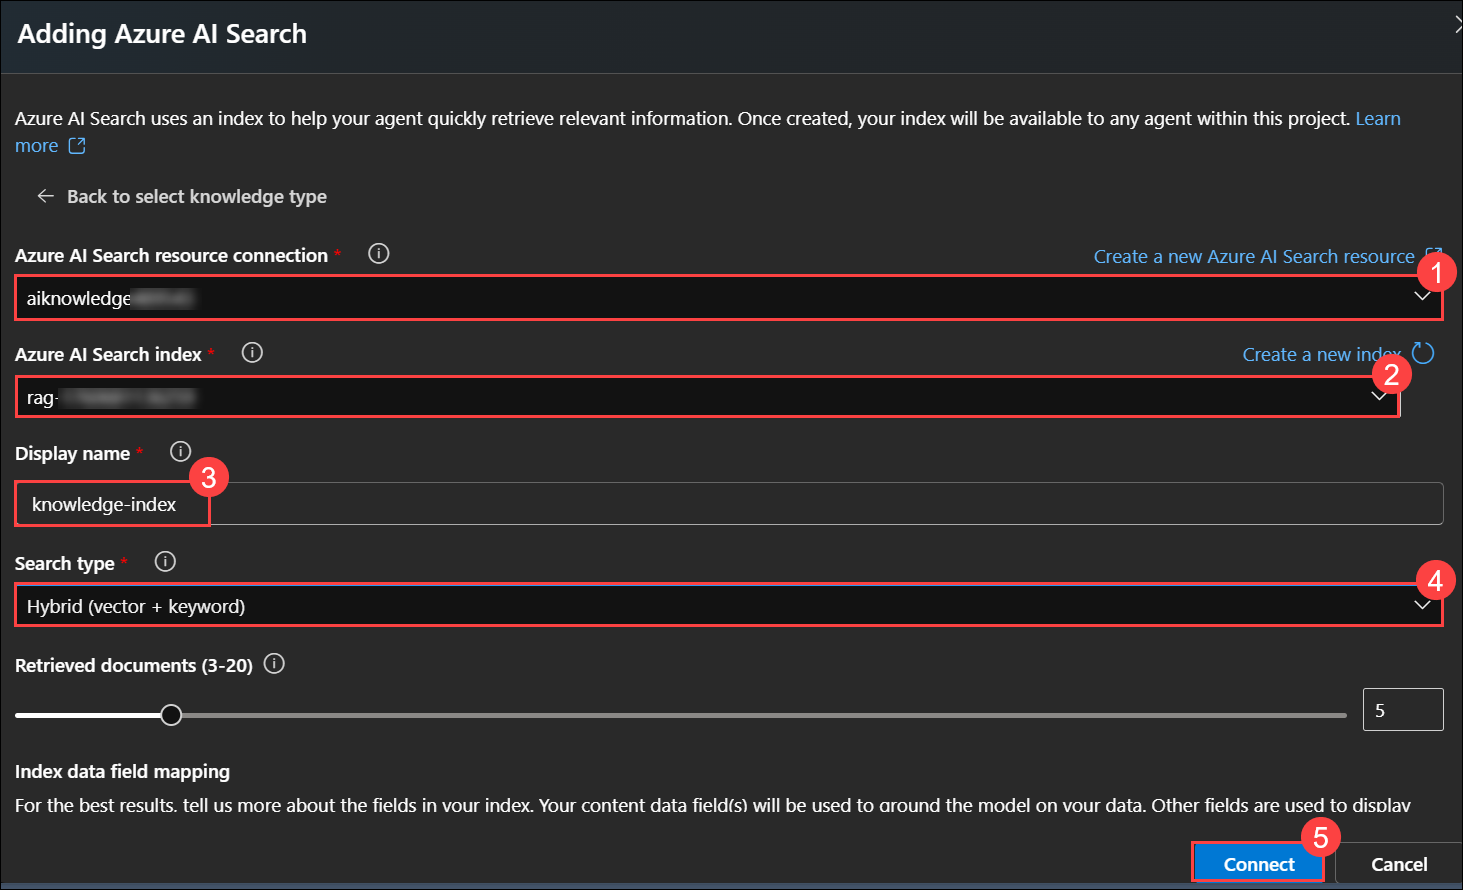 Adding Azure AI Search
Azure AI Search uses an index to help your agent quickly retrieve relevant information. Once created, your index will be available to any agent within this project. Learn
more
Back to select knowledge type
Azure AI Search resource connection *
Create a new Azure AI Search resource
1
aiknowledge
Azure AI Search index *
Create a new index
2
rag-
Display name *
3
knowledge-index
Search type *
4
Hybrid (vector + keyword)
Retrieved documents (3-20)
5
Index data field mapping
For the best results, tell us more about the fields in your index. Your content data field(s) will be used to ground the model on your data. Other fields are used to display
5
Connect
Cancel